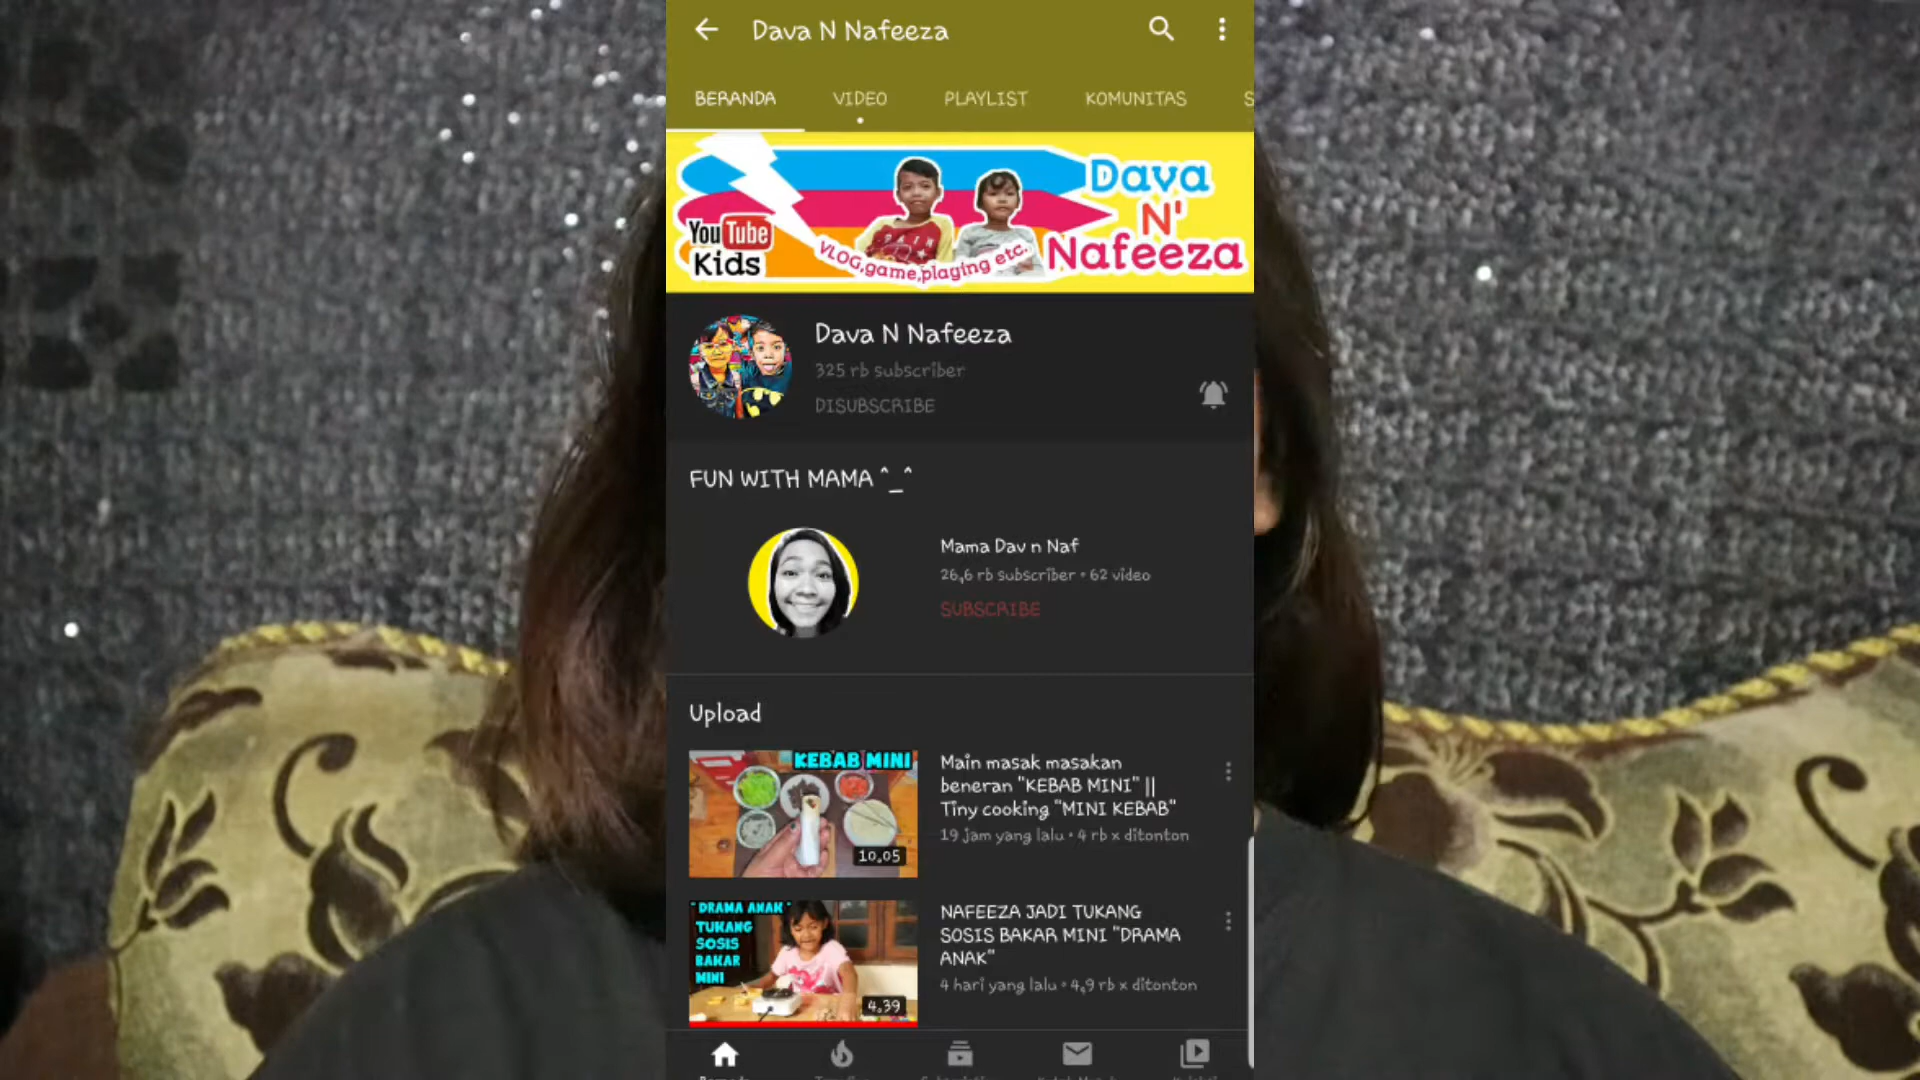 Dava N Nafeeza
BERANDA VIDEO PLAYLIST KOMUNITAS S
Dava
N'
Nafeeza
YouTube
Kids
VLOG,game,playing etc.
Dava N Nafeeza
325 rb subscriber
DISUBSCRIBE
FUN WITH MAMA ^_^
Mama Dav n Naf
26,6 rb subscriber • 62 video
SUBSCRIBE
Upload
KEBAB MINI
10.05
Main masak masakan
beneran "KEBAB MINI" ||
Tiny cooking "MINI KEBAB"
19 jam yang lalu • 4 rb x ditonton
"DRAMA ANAK"
TUKANG
SOSIS
BAKAR
MINI
4.39
NAFEEZA JADI TUKANG
SOSIS BAKAR MINI "DRAMA
ANAK"
4 hari yang lalu • 4,9 rb x ditonton